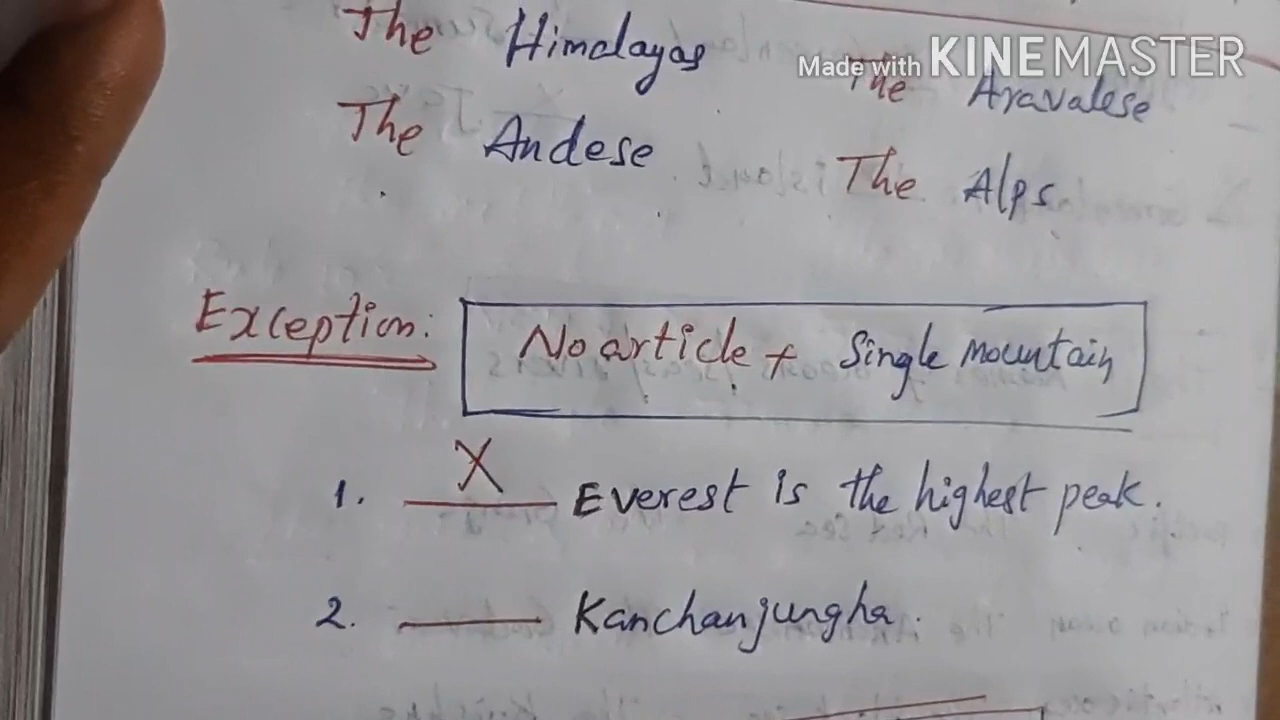 The Himalayas
Made with KINEMASTER
The Aravalese
The Andese
The Alps
Exception:
No article + Single mountain
1. X Everest is the highest peak.
2. Kanchanjungha.